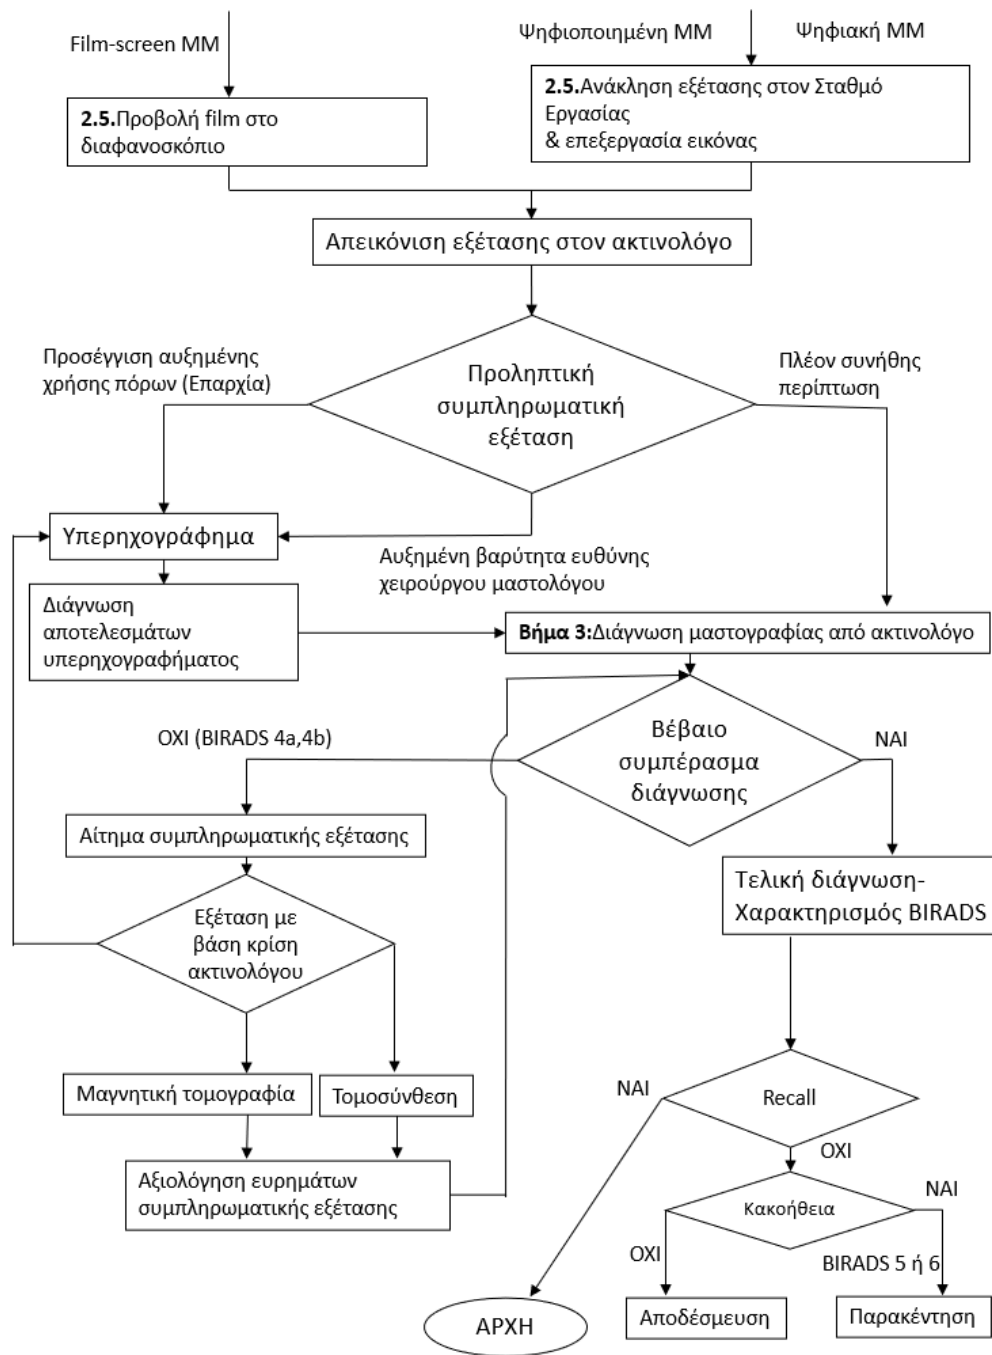 Film-screen MM
Ψηφιοποιημένη MM
Ψηφιακή MM
2.5.Προβολή film στο
διαφανοσκόπιο
2.5.Ανάκληση εξέτασης στον Σταθμό
Εργασίας
& επεξεργασία εικόνας
Απεικόνιση εξέτασης στον ακτινολόγο
Προσέγγιση αυξημένης
χρήσης πόρων (Επαρχία)
Προληπτική
συμπληρωματική
εξέταση
Πλέον συνήθης
περίπτωση
Υπερηχογράφημα
Αυξημένη βαρύτητα ευθύνης
χειρούργου μαστολόγου
Διάγνωση
αποτελεσμάτων
υπερηχογραφήματος
Βήμα 3:Διάγνωση μαστογραφίας από ακτινολόγο
ΟΧΙ (BIRADS 4a,4b)
Βέβαιο
συμπέρασμα
διάγνωσης
ΝΑΙ
Αίτημα συμπληρωματικής εξέτασης
Τελική διάγνωση-
Χαρακτηρισμός BIRADS
Εξέταση με
βάση κρίση
ακτινολόγου
Μαγνητική τομογραφία
Τομοσύνθεση
ΝΑΙ
Recall
ΟΧΙ
Αξιολόγηση ευρημάτων
συμπληρωματικής εξέτασης
Κακοήθεια
ΝΑΙ
ΟΧΙ
BIRADS 5 ή 6
ΑΡΧΗ
Αποδέσμευση
Παρακέντηση